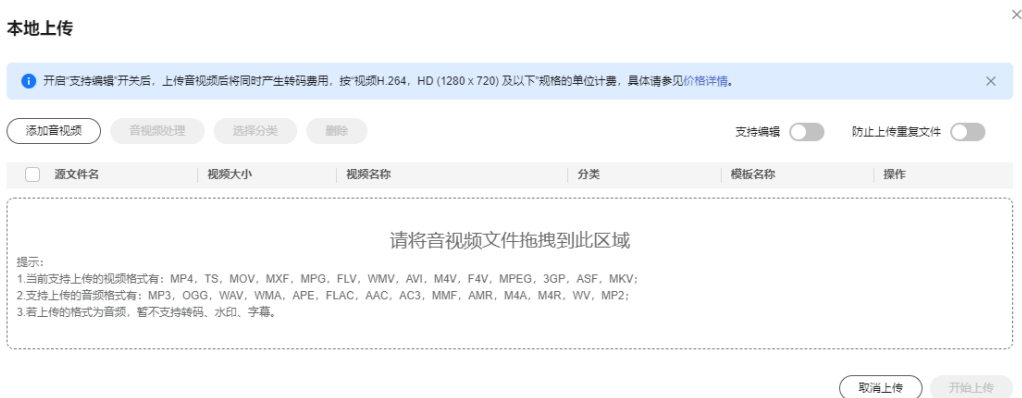 本地上传
开启"支持编辑"开关后，上传音视频后将同时产生转码费用，按"视频H.264，HD (1280 x 720) 及以下"规格的单位计费，具体请参见价格详情。
添加音视频 音视频处理 选择分类 删除 支持编辑 防止上传重复文件
源文件名 视频大小 视频名称 分类 模板名称 操作
请将音视频文件拖拽到此区域
提示：
1.当前支持上传的视频格式有：MP4，TS，MOV，MXF，MPG，FLV，WMV，AVI，M4V，F4V，MPEG，3GP，ASF，MKV；
2.支持上传的音频格式有：MP3，OGG，WAV，WMA，APE，FLAC，AAC，AC3，MMF，AMR，M4A，M4R，WV，MP2；
3.若上传的格式为音频，暂不支持转码、水印、字幕。
取消上传 开始上传